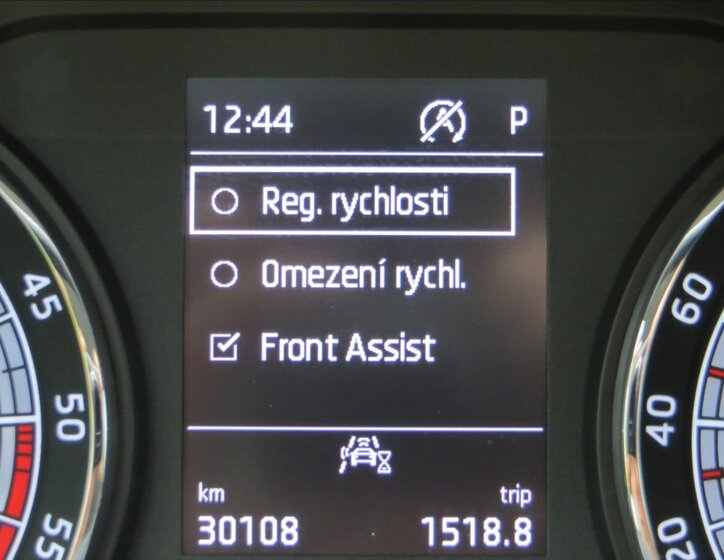 12:44 P
Reg. rychlosti
Omezení rychl.
Front Assist
km trip
30108 1518.8
45
50
55
60
40
20